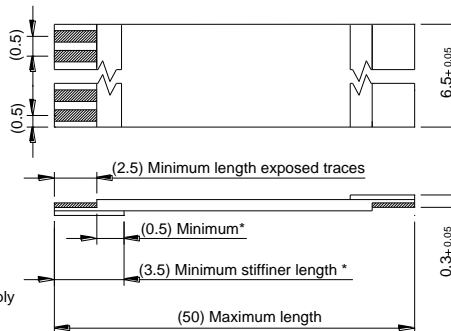 (0.5)
(0.5)
6.5± 0.05
(2.5) Minimum length exposed traces
(0.5) Minimum*
0.3± 0.05
(3.5) Minimum stiffiner length *
(50) Maximum length